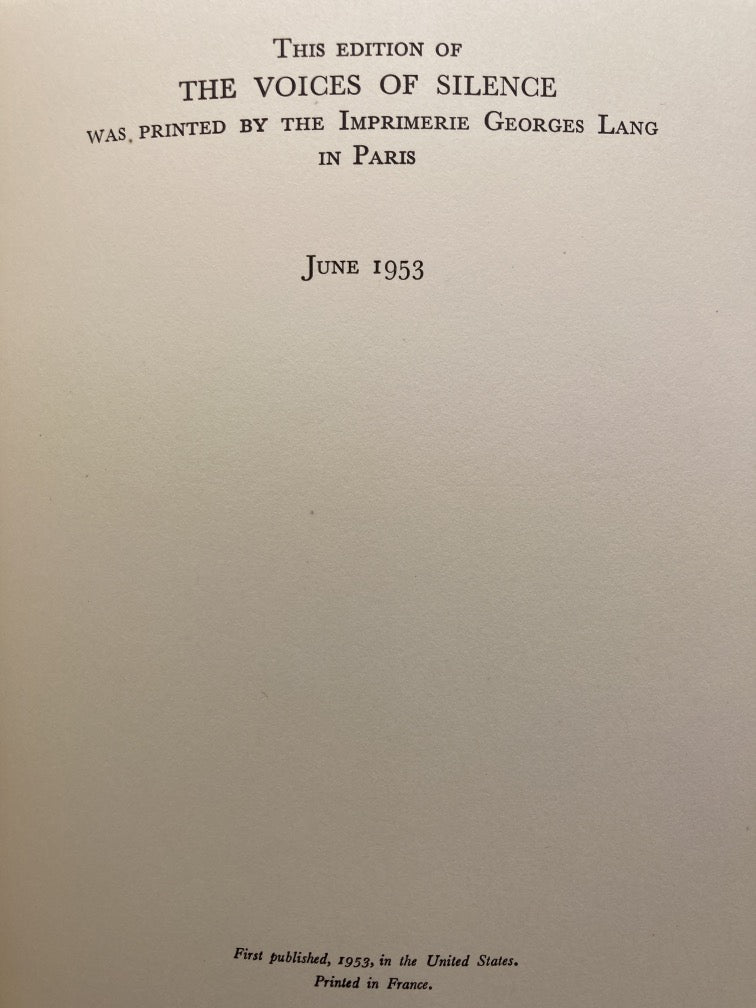 THIS EDITION OF
THE VOICES OF SILENCE
WAS PRINTED BY THE IMPRIMERIE GEORGES LANG
IN PARIS
JUNE 1953
First published, 1953, in the United States.
Printed in France.